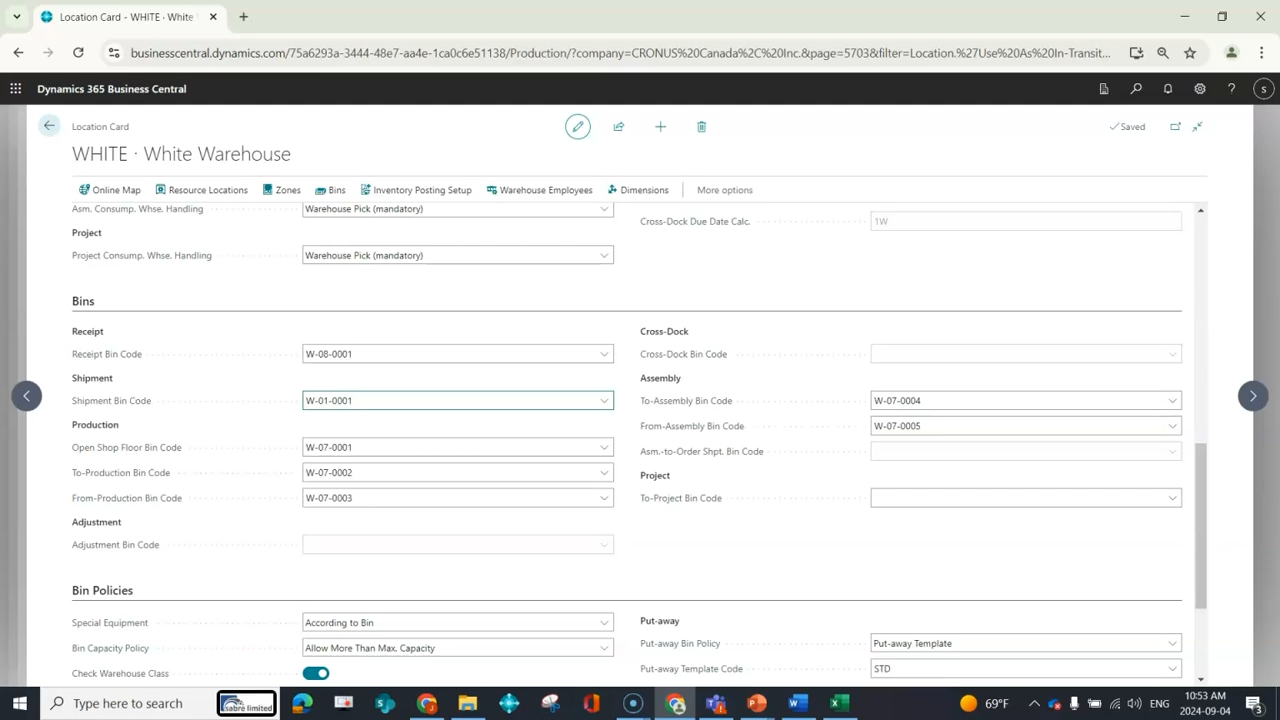 Location Card - WHITE · White
businesscentral.dynamics.com/75a6293a-3444-48e7-aa4e-1ca0c6e51138/Production/?company=CRONUS%20Canada%2C%20Inc.&page=5703&filter=Location.%27Use%20As%20In-Transit...
Dynamics 365 Business Central
S
Location Card
Saved
WHITE · White Warehouse
Online Map Resource Locations Zones Bins Inventory Posting Setup Warehouse Employees Dimensions More options
Asm. Consump. Whse. Handling Warehouse Pick (mandatory)
Cross-Dock Due Date Calc. 1W
Project
Project Consump. Whse. Handling Warehouse Pick (mandatory)
Bins
Receipt
Receipt Bin Code W-08-0001
Shipment
Shipment Bin Code W-01-0001
Production
Open Shop Floor Bin Code W-07-0001
To-Production Bin Code W-07-0002
From-Production Bin Code W-07-0003
Adjustment
Adjustment Bin Code
Cross-Dock
Cross-Dock Bin Code
Assembly
To-Assembly Bin Code W-07-0004
From-Assembly Bin Code W-07-0005
Asm.-to-Order Shpt. Bin Code
Project
To-Project Bin Code
Bin Policies
Special Equipment According to Bin
Bin Capacity Policy Allow More Than Max. Capacity
Check Warehouse Class
Put-away
Put-away Bin Policy Put-away Template
Put-away Template Code STD
Type here to search
sabre limited
69°F
ENG
10:53 AM
2024-09-04
3